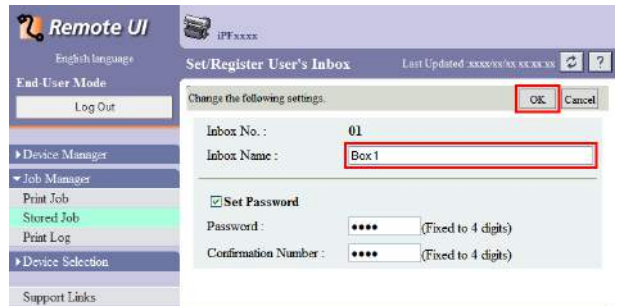 Remote UI
iPFxxxx
English language
Set/Register User's Inbox
Last Updated xxxx/xx/xx xx:xx:xx
?
End-User Mode
Log Out
Change the following settings.
OK
Cancel
Inbox No. :
01
Inbox Name :
Box1
Device Manager
Job Manager
Print Job
Stored Job
Print Log
Device Selection
Support Links
Set Password
Password :
••••
(Fixed to 4 digits)
Confirmation Number :
••••
(Fixed to 4 digits)